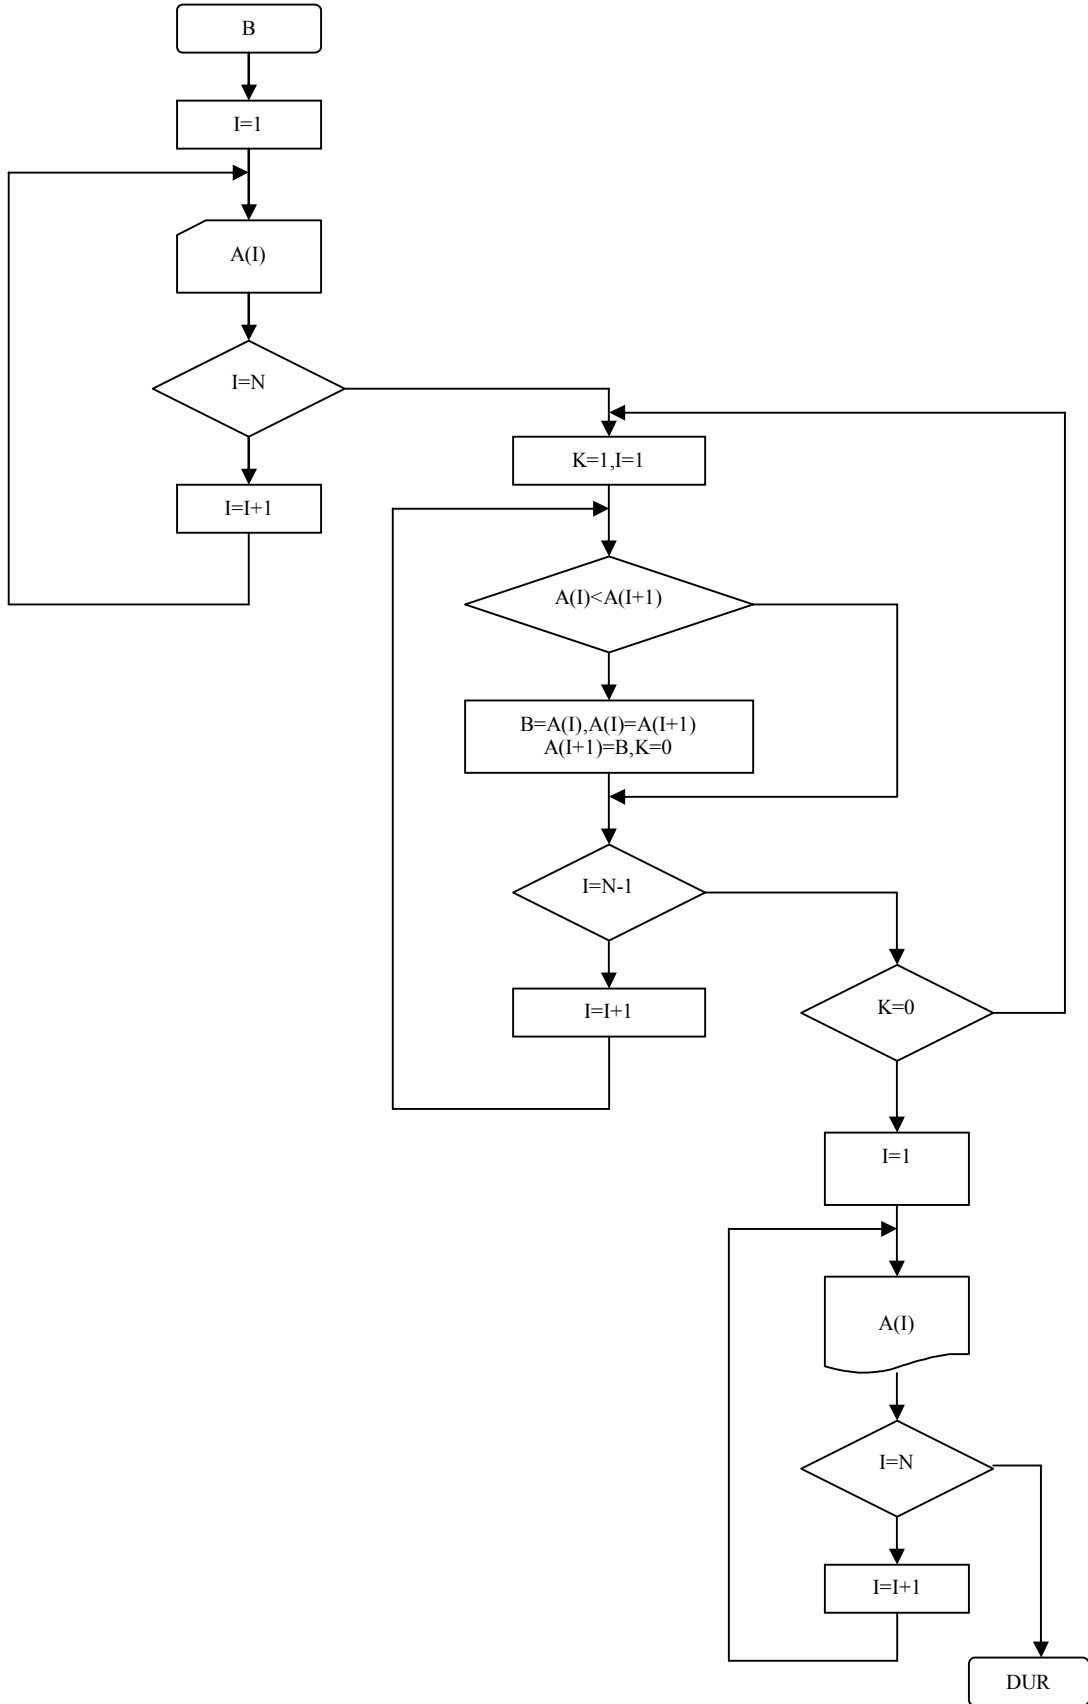 B
I=1
A(I)
I=N
I=I+1
K=1,I=1
A(I)<A(I+1)
B=A(I),A(I)=A(I+1)
A(I+1)=B,K=0
I=N-1
I=I+1
K=0
I=1
A(I)
I=N
I=I+1
DUR